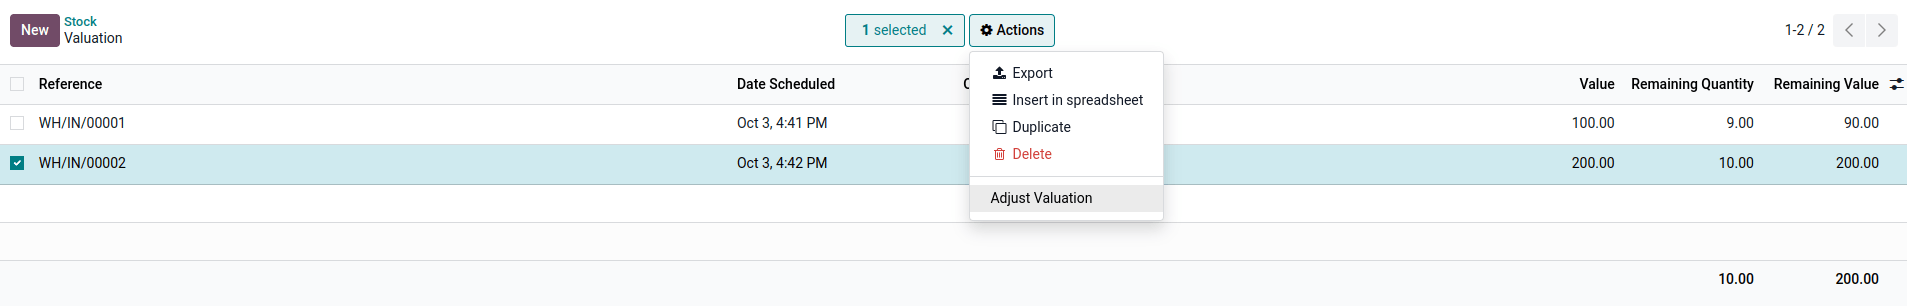 New
Stock
Valuation
1 selected
Actions
1-2 / 2
Export
Insert in spreadsheet
Duplicate
Delete
Adjust Valuation
Reference Date Scheduled Value Remaining Quantity Remaining Value
WH/IN/00001 Oct 3, 4:41 PM 100.00 9.00 90.00
WH/IN/00002 Oct 3, 4:42 PM 200.00 10.00 200.00
10.00 200.00